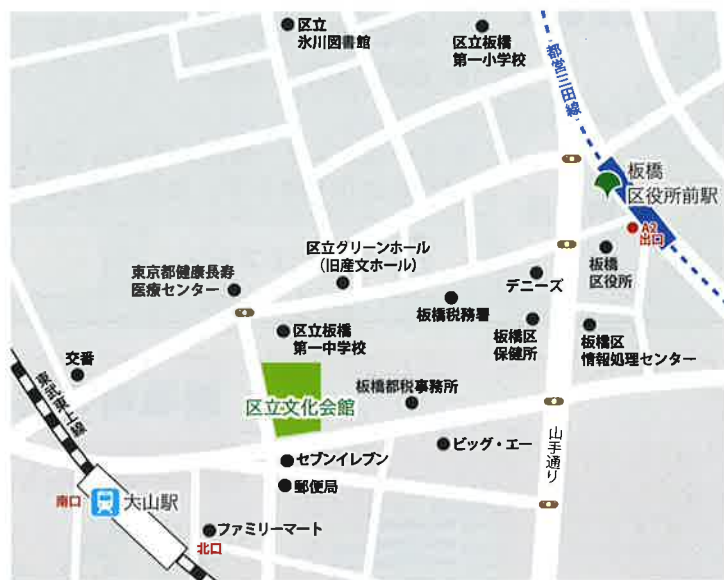 区立
氷川図書館
区立板橋
第一小学校
都営三田線
板橋
区役所前駅
A2
出口
板橋
区役所
区立グリーンホール
(旧産文ホール)
東京都健康長寿
医療センター
デニーズ
板橋税務署
板橋区
保健所
板橋区
情報処理センター
区立板橋
第一中学校
交番
東武東上線
板橋都税事務所
区立文化会館
山手通り
ビッグ・エー
セブンイレブン
郵便局
南口
大山駅
ファミリーマート
北口